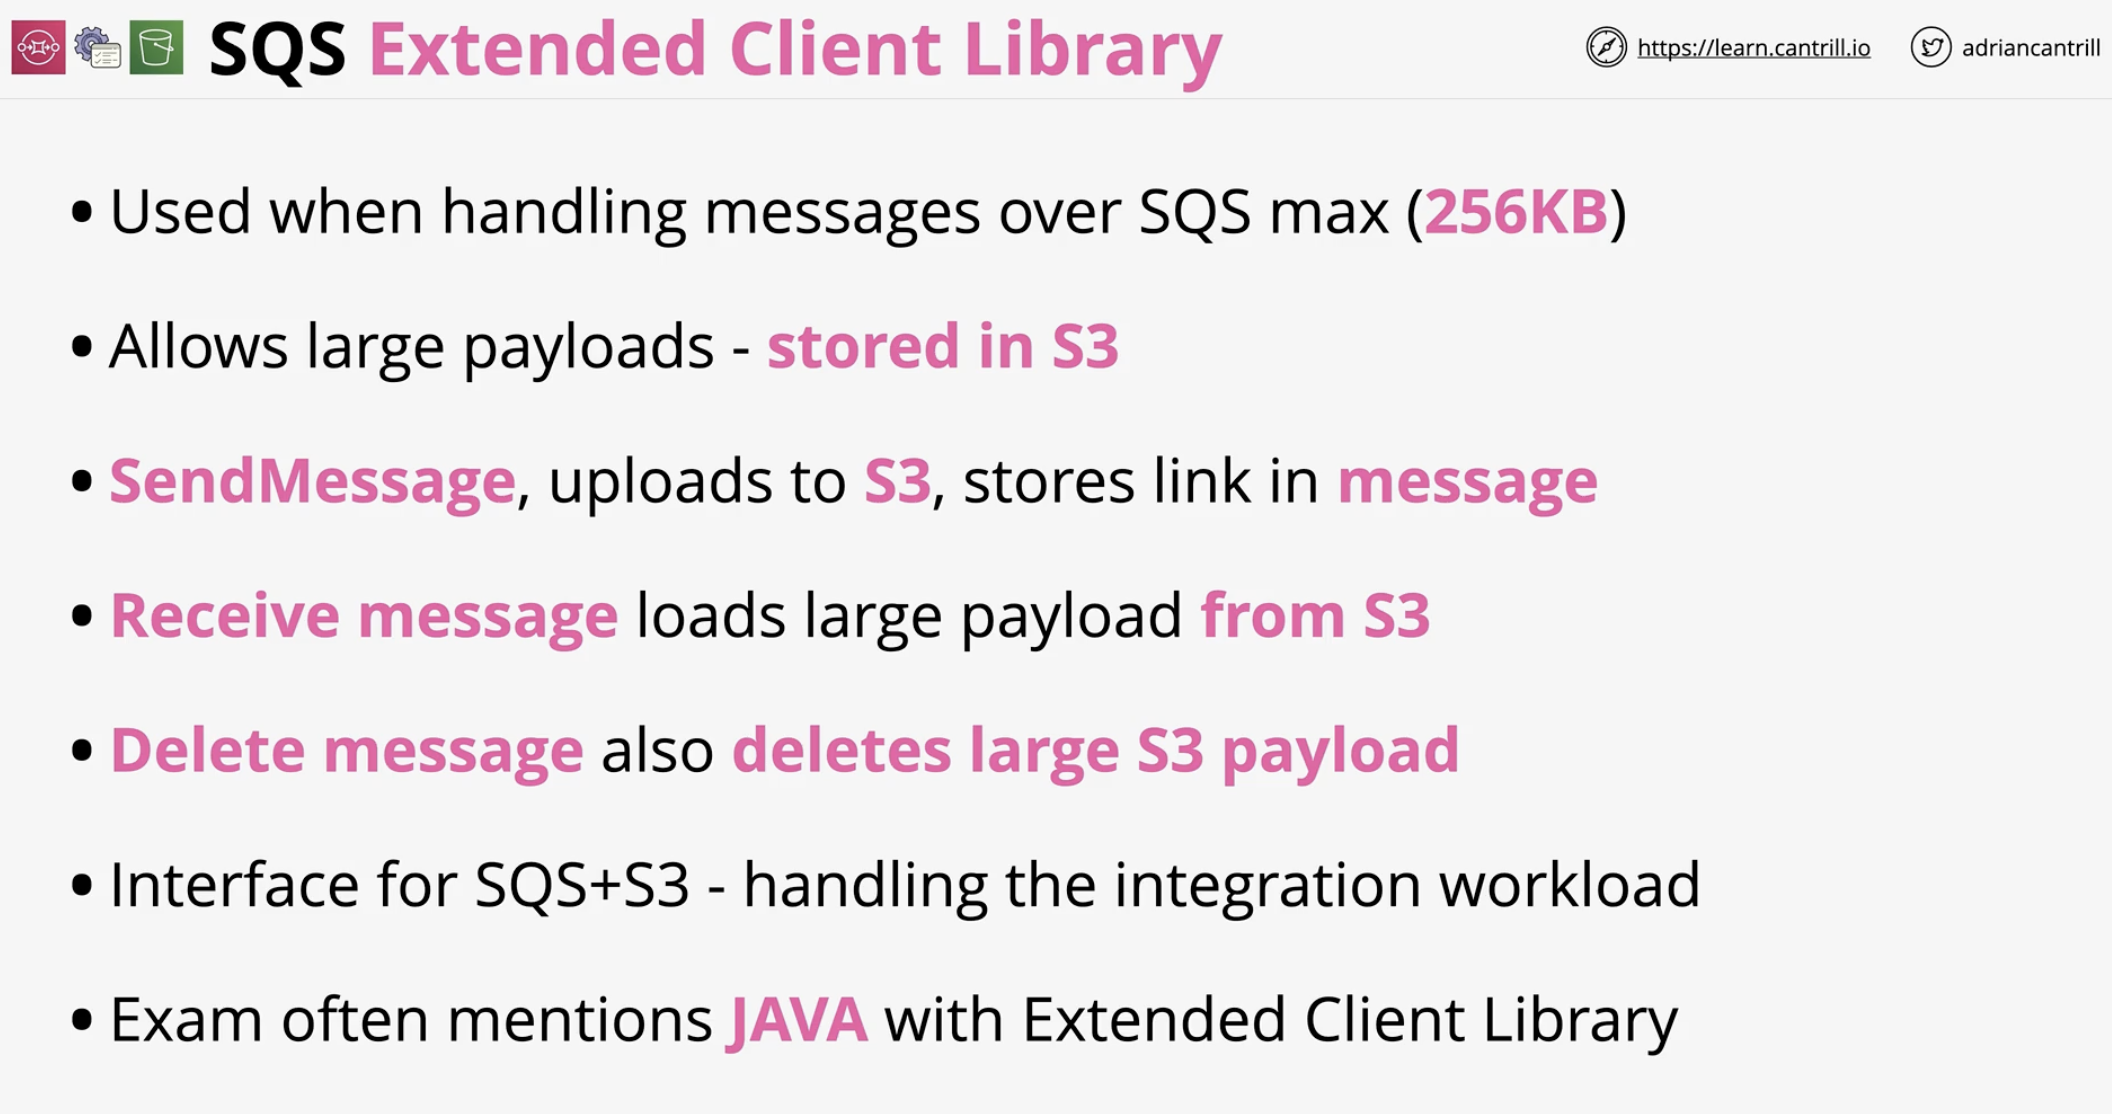 SQS Extended Client Library
https://learn.cantrill.io
adriancantrill
• Used when handling messages over SQS max (256KB)
• Allows large payloads - stored in S3
• SendMessage, uploads to S3, stores link in message
• Receive message loads large payload from S3
• Delete message also deletes large S3 payload
• Interface for SQS+S3 - handling the integration workload
• Exam often mentions JAVA with Extended Client Library